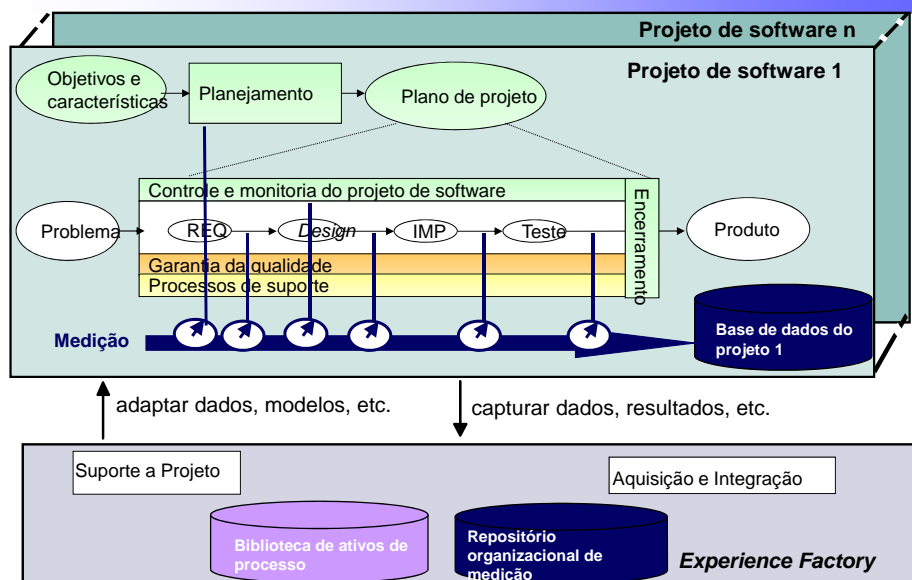 Projeto de software n
Projeto de software 1
Objetivos e
características
Planejamento
Plano de projeto
Controle e monitoria do projeto de software
Problema
REQ
Design
IMP
Teste
Encerramento
Produto
Garantia da qualidade
Processos de suporte
Medição
Base de dados do
projeto 1
adaptar dados, modelos, etc.
capturar dados, resultados, etc.
Suporte a Projeto
Aquisição e Integração
Biblioteca de ativos de
processo
Repositório
organizacional de
medição
Experience Factory